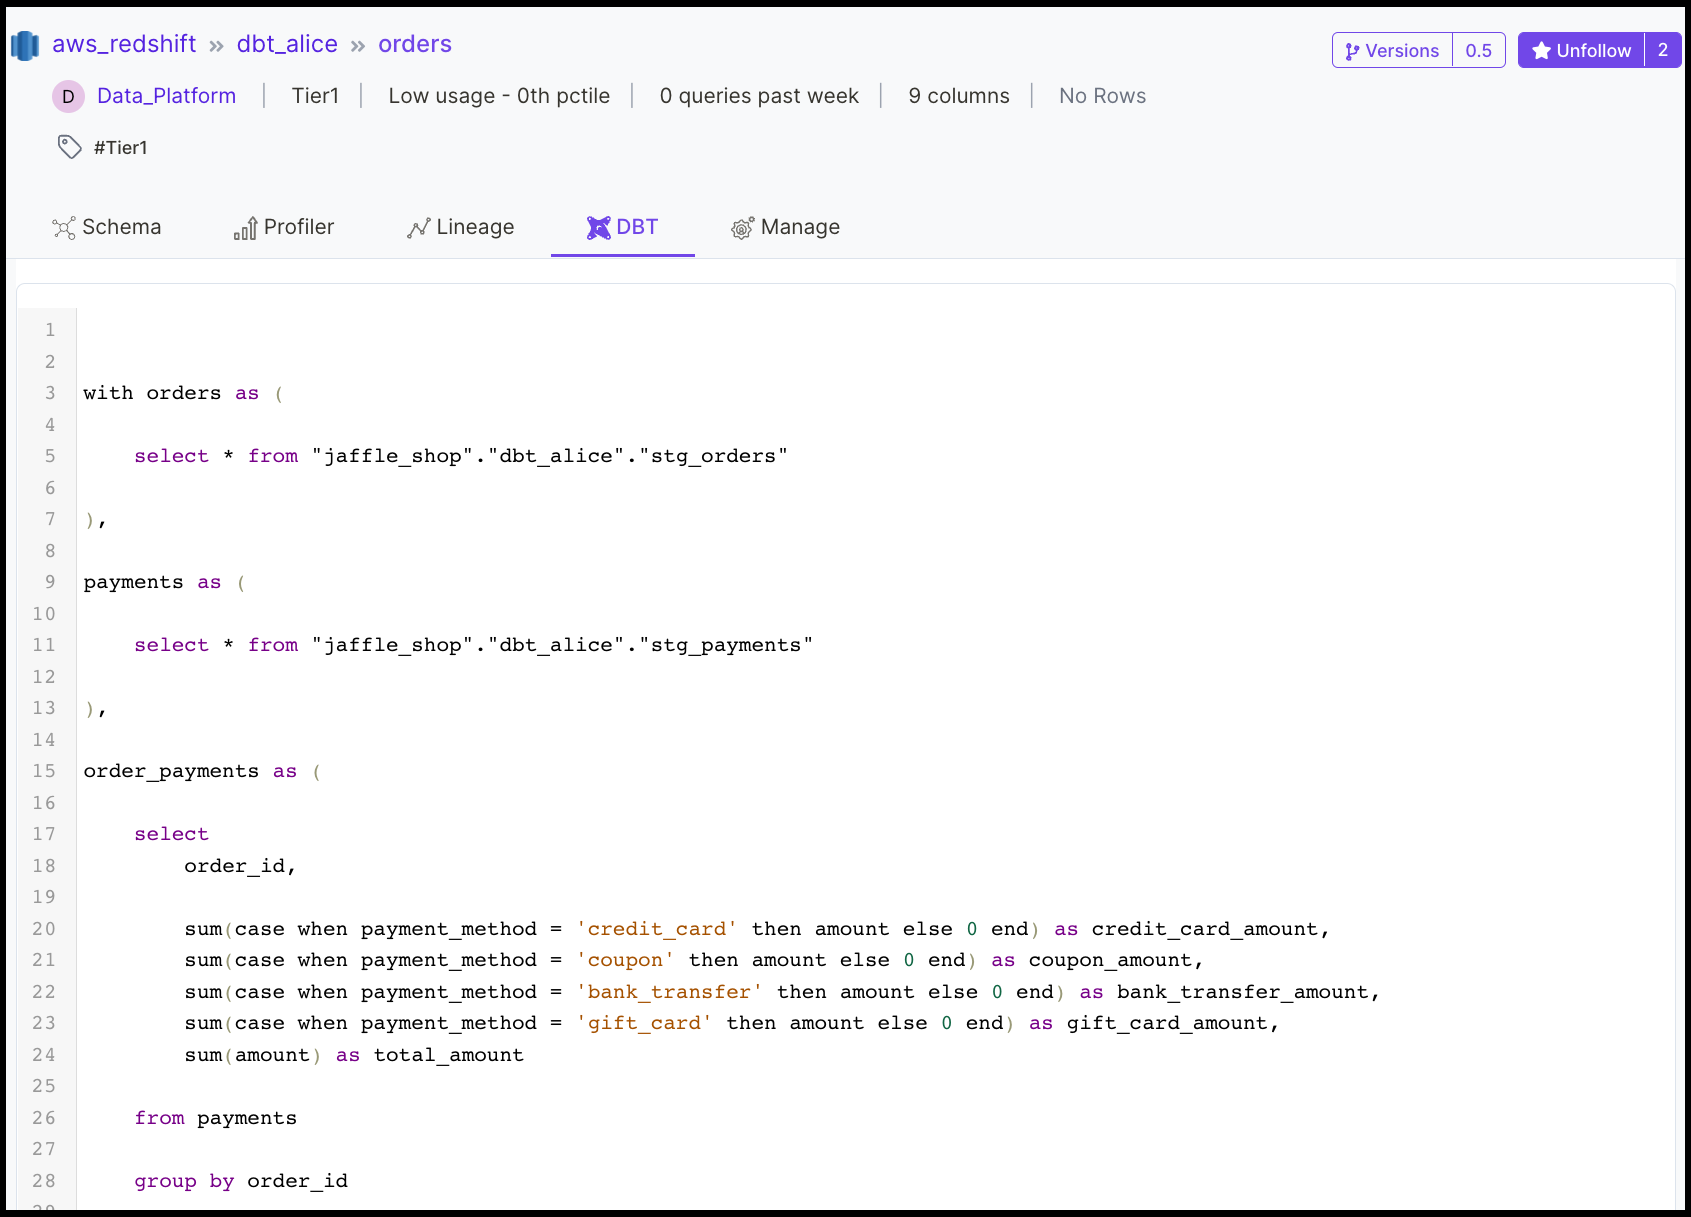 aws_redshift » dbt_alice » orders
Versions 0.5 Unfollow 2
D Data_Platform | Tier1 | Low usage - 0th pctile | 0 queries past week | 9 columns | No Rows
#Tier1
Schema Profiler Lineage DBT Manage
1
2
3 with orders as (
4
5     select * from "jaffle_shop"."dbt_alice"."stg_orders"
6
7 ),
8
9 payments as (
10
11     select * from "jaffle_shop"."dbt_alice"."stg_payments"
12
13 ),
14
15 order_payments as (
16
17     select
18         order_id,
19
20         sum(case when payment_method = 'credit_card' then amount else 0 end) as credit_card_amount,
21         sum(case when payment_method = 'coupon' then amount else 0 end) as coupon_amount,
22         sum(case when payment_method = 'bank_transfer' then amount else 0 end) as bank_transfer_amount,
23         sum(case when payment_method = 'gift_card' then amount else 0 end) as gift_card_amount,
24         sum(amount) as total_amount
25
26     from payments
27
28     group by order_id